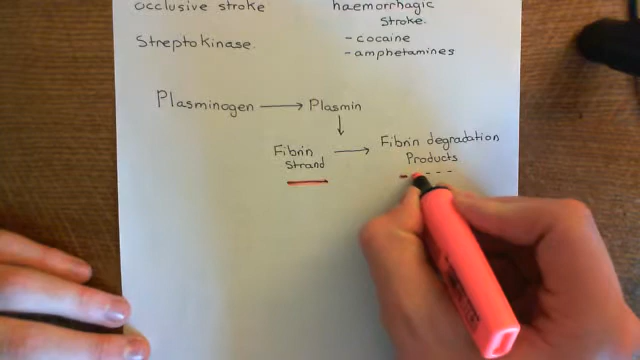 occlusive stroke
haemorrhagic
Stroke.
Streptokinase.
- cocaine
- amphetamines
Plasminogen → Plasmin
↓
Fibrin → Fibrin degradation
Strand Products